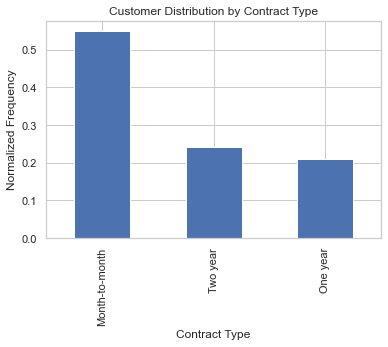 Customer Distribution by Contract Type
Normalized Frequency
0.5
0.4
0.3
0.2
0.1
0.0
Month-to-month
Two year
One year
Contract Type